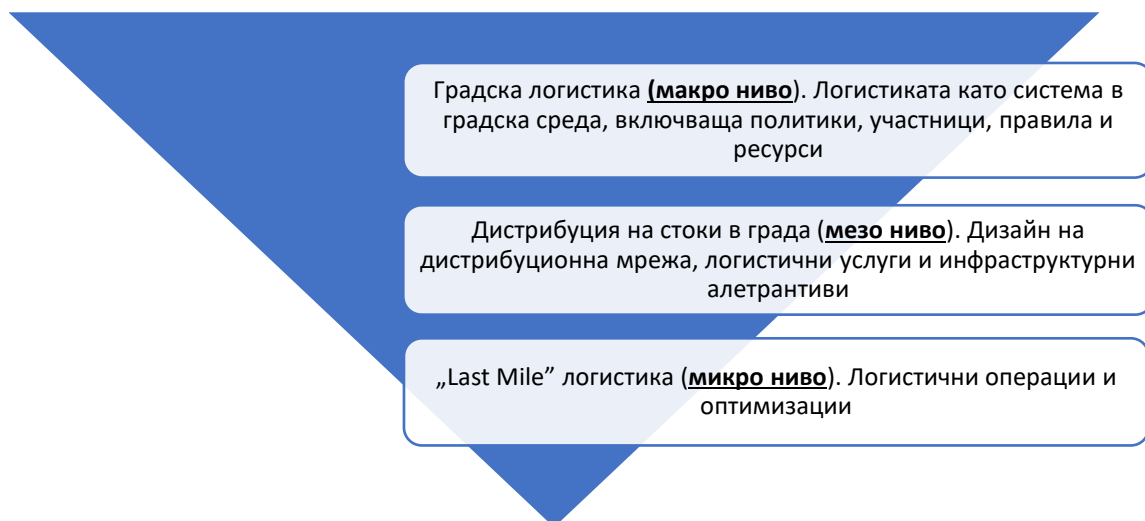 Градска логистика (макро ниво). Логистиката като система в
градска среда, включваща политики, участници, правила и
ресурси
Дистрибуция на стоки в града (мезо ниво). Дизайн на
дистрибуционна мрежа, логистични услуги и инфраструктурни
алетрантиви
„Last Mile” логистика (микро ниво). Логистични операции и
оптимизации